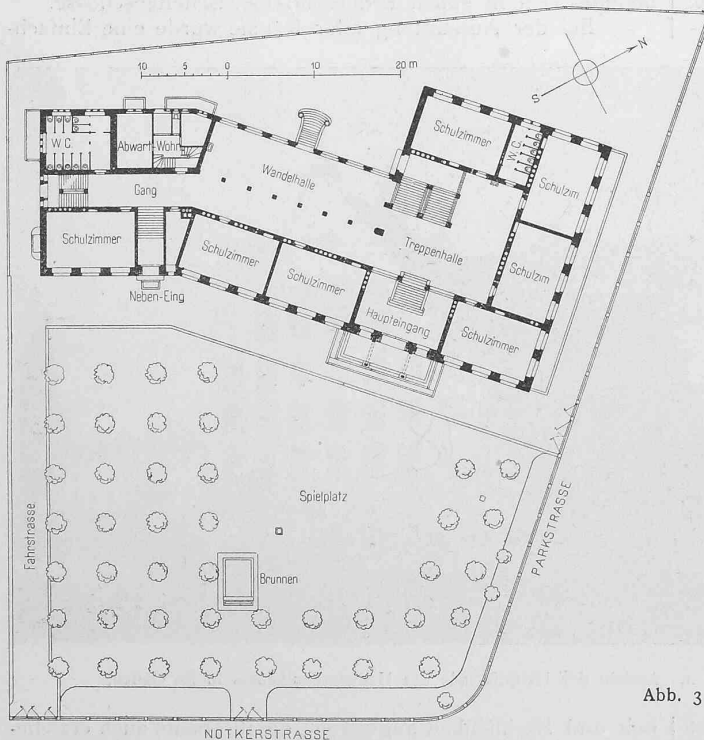 N
S
10 5 0 10 20 m
Schulzimmer
W.C.
W.C.
Abwart-Wohn
Wandelhalle
Schulzim
Gang
Treppenhalle
Schulzimmer
Schulzimmer
Schulzim
Schulzimmer
Neben-Eing
Haupteingang
Schulzimmer
Spielplatz
Fahrstrasse
PARKSTRASSE
Brunnen
Abb. 3
NOTKERSTRASSE